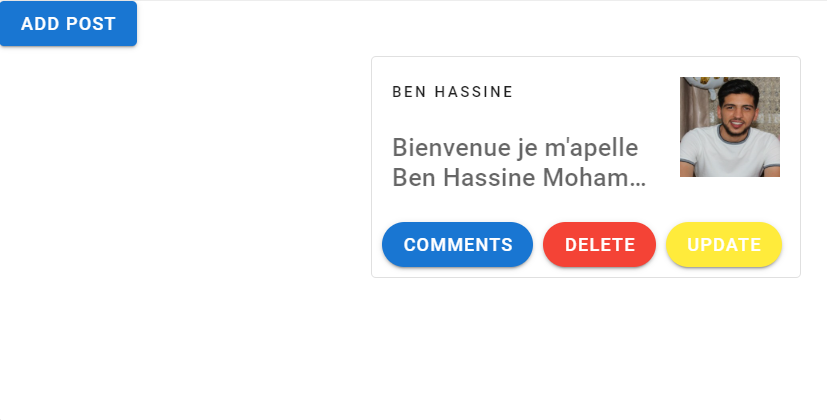 ADD POST
BEN HASSINE
Bienvenue je m'apelle
Ben Hassine Moham...
COMMENTS DELETE UPDATE